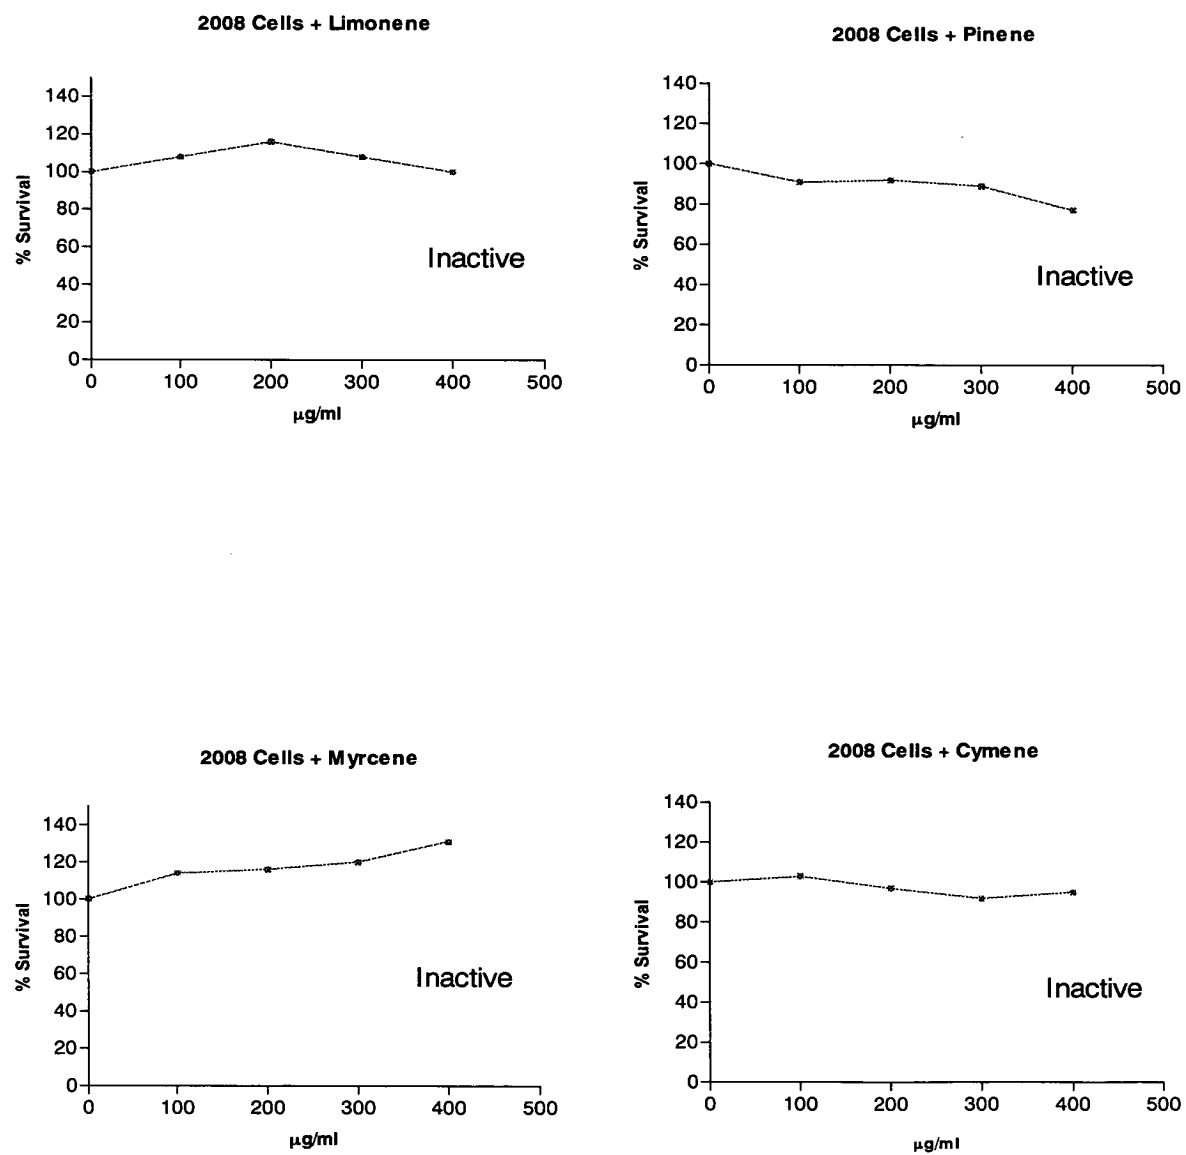 2008 Cells + Limonene
140
120
100
80
60
40
20
0
% Survival
Inactive
0 100 200 300 400 500
μg/ml
2008 Cells + Pinene
140
120
100
80
60
40
20
0
% Survival
Inactive
0 100 200 300 400 500
μg/ml
2008 Cells + Myrcene
140
120
100
80
60
40
20
0
% Survival
Inactive
0 100 200 300 400 500
μg/ml
2008 Cells + Cymene
140
120
100
80
60
40
20
0
% Survival
Inactive
0 100 200 300 400 500
μg/ml